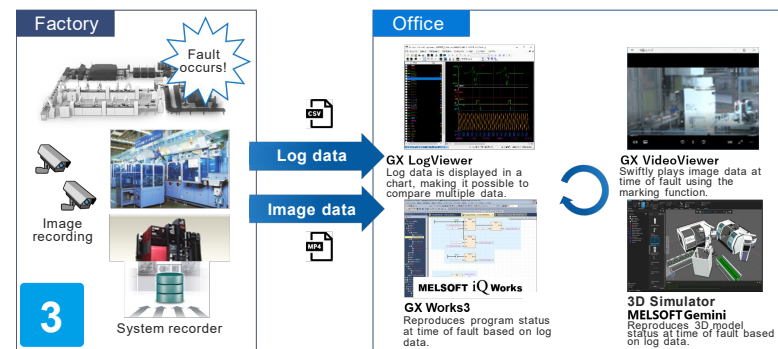 Factory
Fault
occurs!
Image
recording
System recorder
3
CSV
Log data
Image data
MP4
Office
GX LogViewer
Log data is displayed in a
chart, making it possible to
compare multiple data.
GX VideoViewer
Swiftly plays image data at
time of fault using the
marking function.
MELSOFT iQ Works
GX Works3
Reproduces program status
at time of fault based on log
data.
3D Simulator
MELSOFT Gemini
Reproduces 3D model
status at time of fault based
on log data.